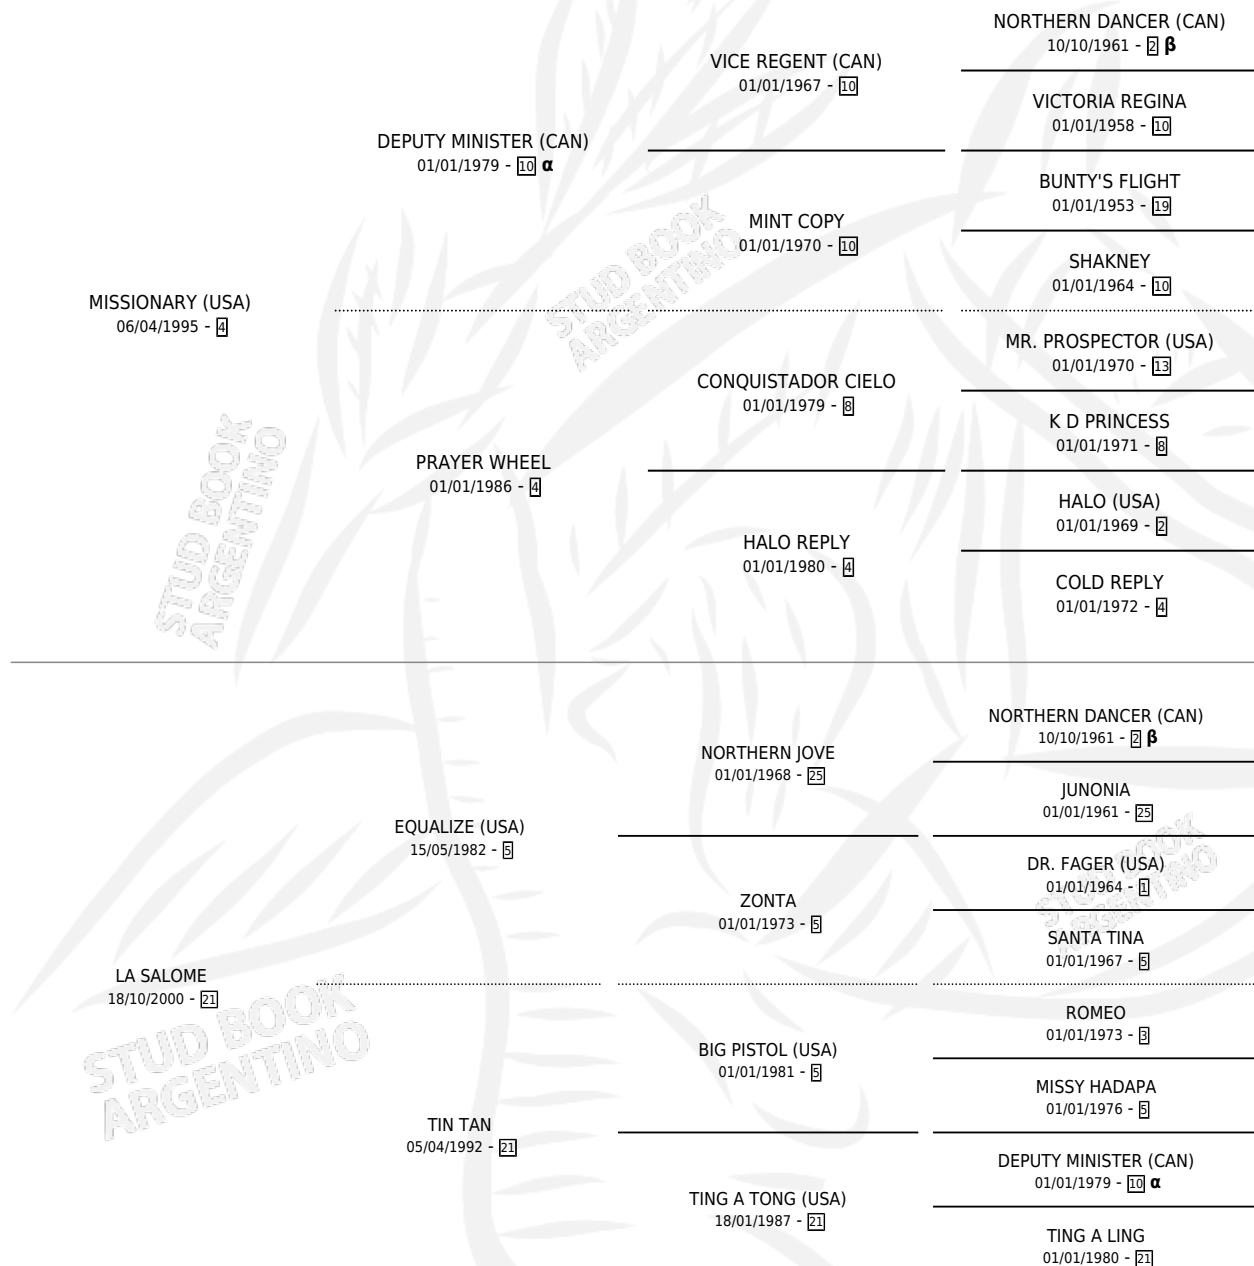 NORTHERN DANCER (CAN)
10/10/1961 - 2 β
VICE REGENT (CAN)
01/01/1967 - 10
VICTORIA REGINA
01/01/1958 - 10
DEPUTY MINISTER (CAN)
01/01/1979 - 10 α
BUNTY'S FLIGHT
01/01/1953 - 19
MINT COPY
01/01/1970 - 10
SHAKNEY
01/01/1964 - 10
STUD BOOK
ARGENTINO
MISSIONARY (USA)
06/04/1995 - 4
MR. PROSPECTOR (USA)
01/01/1970 - 13
CONQUISTADOR CIELO
01/01/1979 - 8
K D PRINCESS
01/01/1971 - 8
PRAYER WHEEL
01/01/1986 - 4
HALO (USA)
01/01/1969 - 2
HALO REPLY
01/01/1980 - 4
COLD REPLY
01/01/1972 - 4
STUD BOOK
ARGENTINO
NORTHERN DANCER (CAN)
10/10/1961 - 2 β
NORTHERN JOVE
01/01/1968 - 25
JUNONIA
01/01/1961 - 25
EQUALIZE (USA)
15/05/1982 - 5
DR. FAGER (USA)
01/01/1964 - 1
ZONTA
01/01/1973 - 5
SANTA TINA
01/01/1967 - 5
STUD BOOK
ARGENTINO
LA SALOME
18/10/2000 - 21
ROMEO
01/01/1973 - 3
BIG PISTOL (USA)
01/01/1981 - 5
MISSY HADAPA
01/01/1976 - 5
STUD BOOK
ARGENTINO
TIN TAN
05/04/1992 - 21
DEPUTY MINISTER (CAN)
01/01/1979 - 10 α
TING A TONG (USA)
18/01/1987 - 21
TING A LING
01/01/1980 - 21